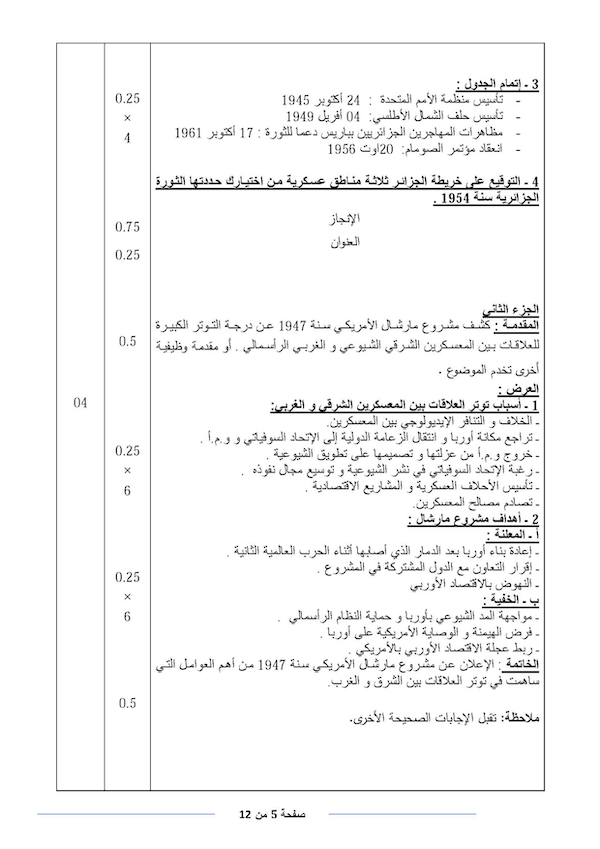 3 ـ إتمام الجدول :
- تأسيس منظمة الأمم المتحدة : 24 أكتوبر 1945
- تأسيس حلف الشمال الأطلسي: 04 أفريل 1949
- مظاهرات المهاجرين الجزائريين بباريس دعما للثورة : 17 أكتوبر 1961
- انعقاد مؤتمر الصومام: 20اوت 1956
0.25
×
4
4 ـ التوقيع على خريطة الجزائر ثلاثة مناطق عسكرية من اختيارك حددتها الثورة
الجزائرية سنة 1954 .
الإنجاز
0.75
العنوان
0.25
الجزء الثاني
المقدمة : كشف مشروع مارشال الأمريكي سنة 1947 عن درجة التوتر الكبيرة
للعلاقات بين المعسكرين الشرقي الشيوعي و الغربي الرأسمالي . أو مقدمة وظيفية
أخرى تخدم الموضوع .
0.5
العرض :
1 ـ أسباب توتر العلاقات بين المعسكرين الشرقي و الغربي:
ـ الخلاف و التنافر الإيديولوجي بين المعسكرين.
ـ تراجع مكانة أوربا و انتقال الزعامة الدولية إلى الإتحاد السوفياتي و و.م.أ .
ـ خروج و.م.أ من عزلتها و تصميمها على تطويق الشيوعية .
ـ رغبة الإتحاد السوفياتي في نشر الشيوعية و توسيع مجال نفوذه .
ـ تأسيس الأحلاف العسكرية و المشاريع الاقتصادية .
ـ تصادم مصالح المعسكرين.
0.25
×
6
04
2 ـ أهداف مشروع مارشال :
أ ـ المعلنة :
ـ إعادة بناء أوربا بعد الدمار الذي أصابها أثناء الحرب العالمية الثانية .
ـ إقرار التعاون مع الدول المشتركة في المشروع .
ـ النهوض بالاقتصاد الأوربي
ب ـ الخفية :
ـ مواجهة المد الشيوعي بأوربا و حماية النظام الرأسمالي .
ـ فرض الهيمنة و الوصاية الأمريكية على أوربا .
ـ ربط عجلة الاقتصاد الأوربي بالأمريكي .
0.25
×
6
الخاتمة : الإعلان عن مشروع مارشال الأمريكي سنة 1947 من أهم العوامل التي
ساهمت في توتر العلاقات بين الشرق و الغرب.
0.5
ملاحظة: تقبل الإجابات الصحيحة الأخرى.
صفحة 5 من 12